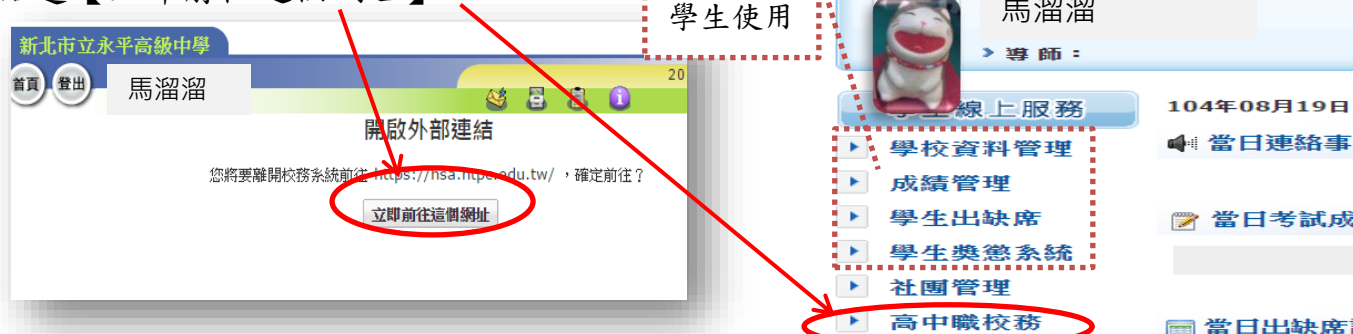 學生使用
新北市立永平高級中學
首頁 登出 馬溜溜
20
開啟外部連結
您將要離開校務系統前往 https://hsa.ntpc.edu.tw/ ，確定前往？
立即前往這個網址
馬溜溜
導師：
線上服務
學校資料管理
成績管理
學生出缺席
學生獎懲系統
社團管理
高中職校務
104年08月19日
當日連絡事
當日考試成
當日出缺席